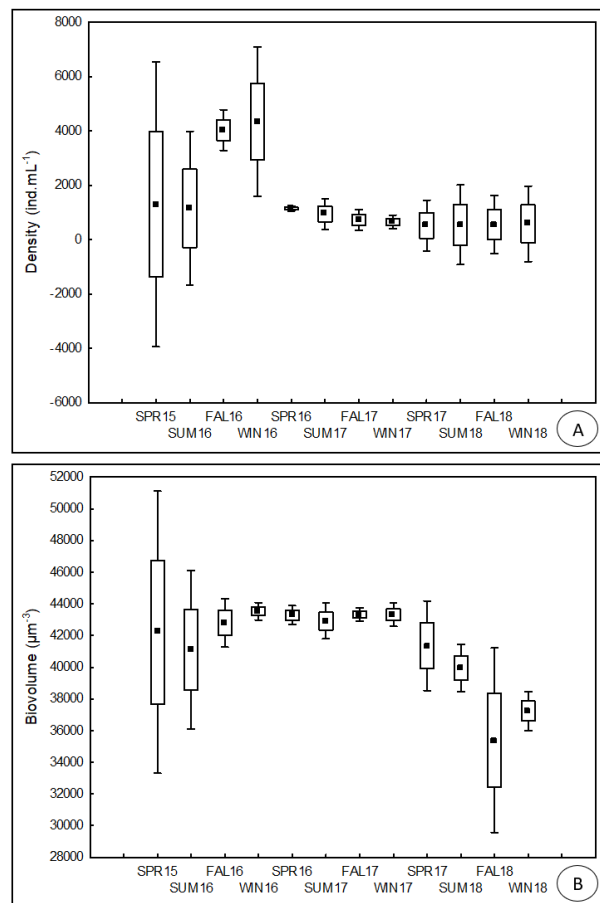 8000
6000
4000
2000
0
-2000
-4000
-6000
Density (ind.mL⁻¹)
SPR15 FAL16 SPR16 FAL17 SPR17 FAL18
SUM16 WIN16 SUM17 WIN17 SUM18 WIN18
A
52000
50000
48000
46000
44000
42000
40000
38000
36000
34000
32000
30000
28000
Biovolume (µm⁻³)
SPR15 FAL16 SPR16 FAL17 SPR17 FAL18
SUM16 WIN16 SUM17 WIN17 SUM18 WIN18
B